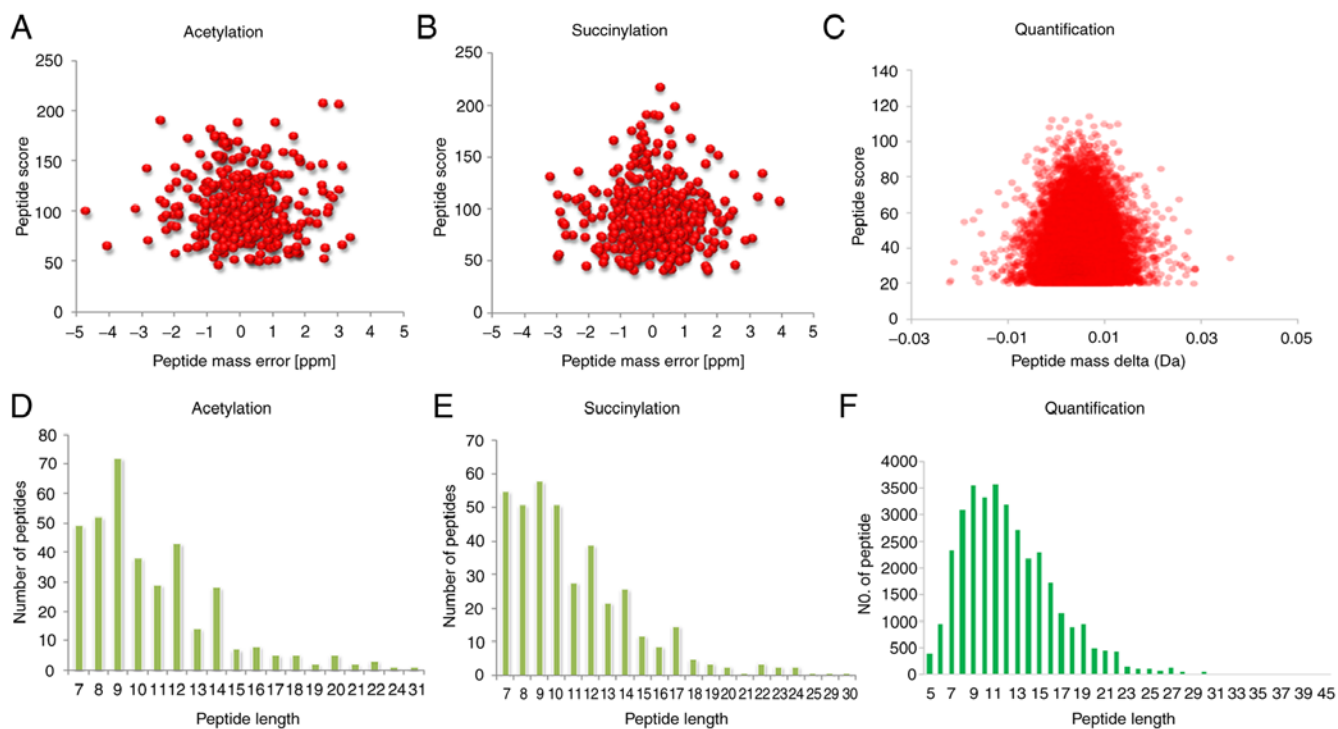 A
Acetylation
Peptide score
250
200
150
100
50
0
–5 –4 –3 –2 –1 0 1 2 3 4 5
Peptide mass error [ppm]
B
Succinylation
Peptide score
250
200
150
100
50
0
–5 –4 –3 –2 –1 0 1 2 3 4 5
Peptide mass error [ppm]
C
Quantification
Peptide score
140
120
100
80
60
40
20
0
–0.03 –0.01 0.01 0.03 0.05
Peptide mass delta (Da)
D
Acetylation
Number of peptides
80
70
60
50
40
30
20
10
0
7 8 9 10 11 12 13 14 15 16 17 18 19 20 21 22 24 31
Peptide length
E
Succinylation
Number of peptides
70
60
50
40
30
20
10
0
7 8 9 10 11 12 13 14 15 16 17 18 19 20 21 22 23 24 25 29 30
Peptide length
F
Quantification
N0. of peptide
4000
3500
3000
2500
2000
1500
1000
500
0
5 7 9 11 13 15 17 19 21 23 25 27 29 31 33 35 37 39 45
Peptide length